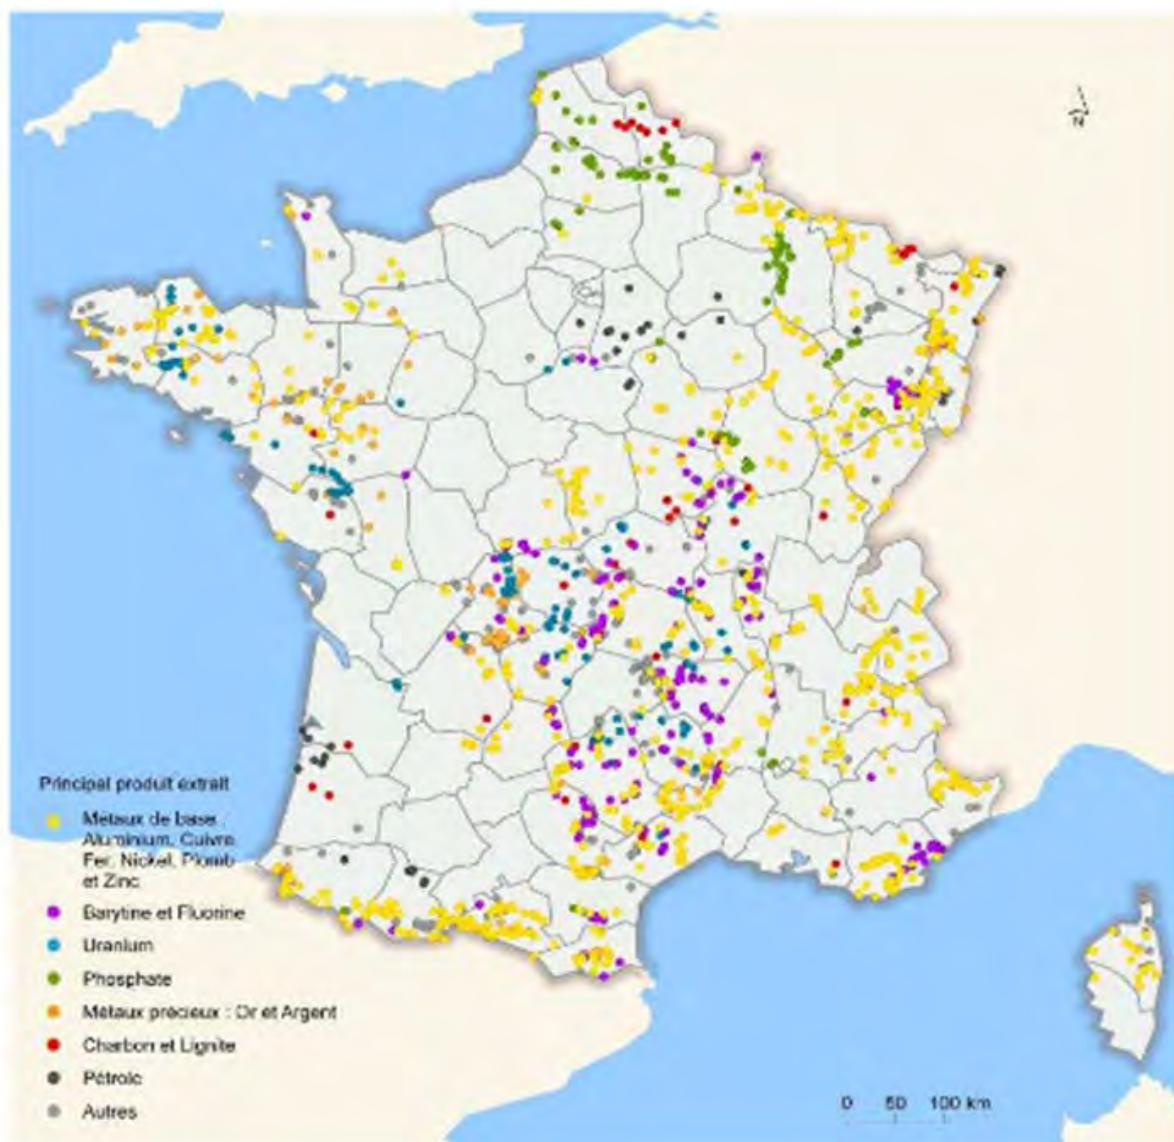 N
Principal produit extrait
Métaux de base
Aluminium, Cuivre
Fer, Nickel, Plomb
et Zinc
Barytine et Fluorine
Uranium
Phosphate
Métaux précieux : Or et Argent
Charbon et Lignite
Pétrole
Autres
0 50 100 km